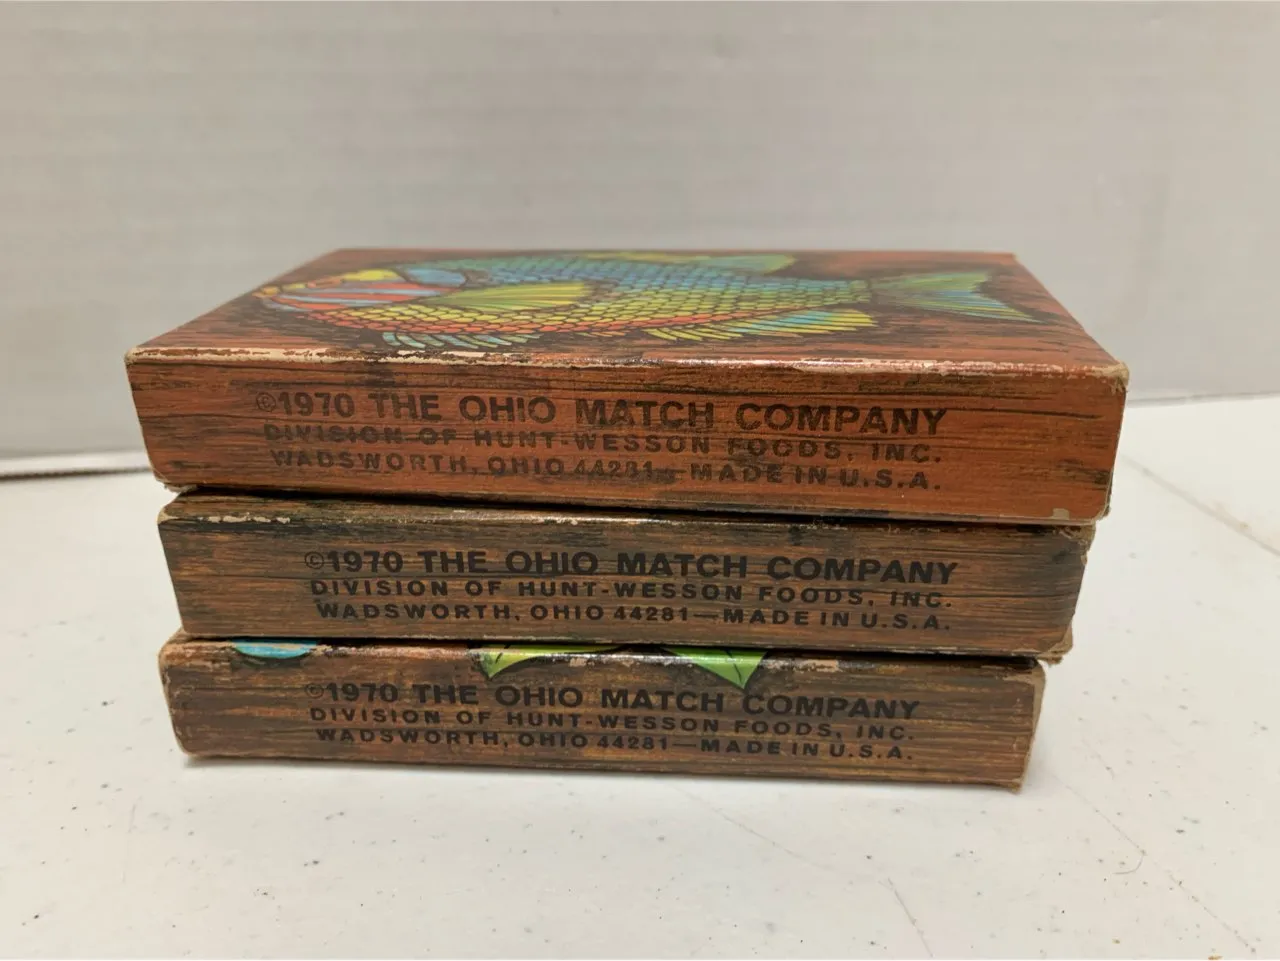 ©1970 THE OHIO MATCH COMPANY
DIVISION OF HUNT-WESSON FOODS, INC.
WADSWORTH, OHIO 44281—MADE IN U.S.A.
©1970 THE OHIO MATCH COMPANY
DIVISION OF HUNT-WESSON FOODS, INC.
WADSWORTH, OHIO 44281—MADE IN U.S.A.
©1970 THE OHIO MATCH COMPANY
DIVISION OF HUNT-WESSON FOODS, INC.
WADSWORTH, OHIO 44281—MADE IN U.S.A.